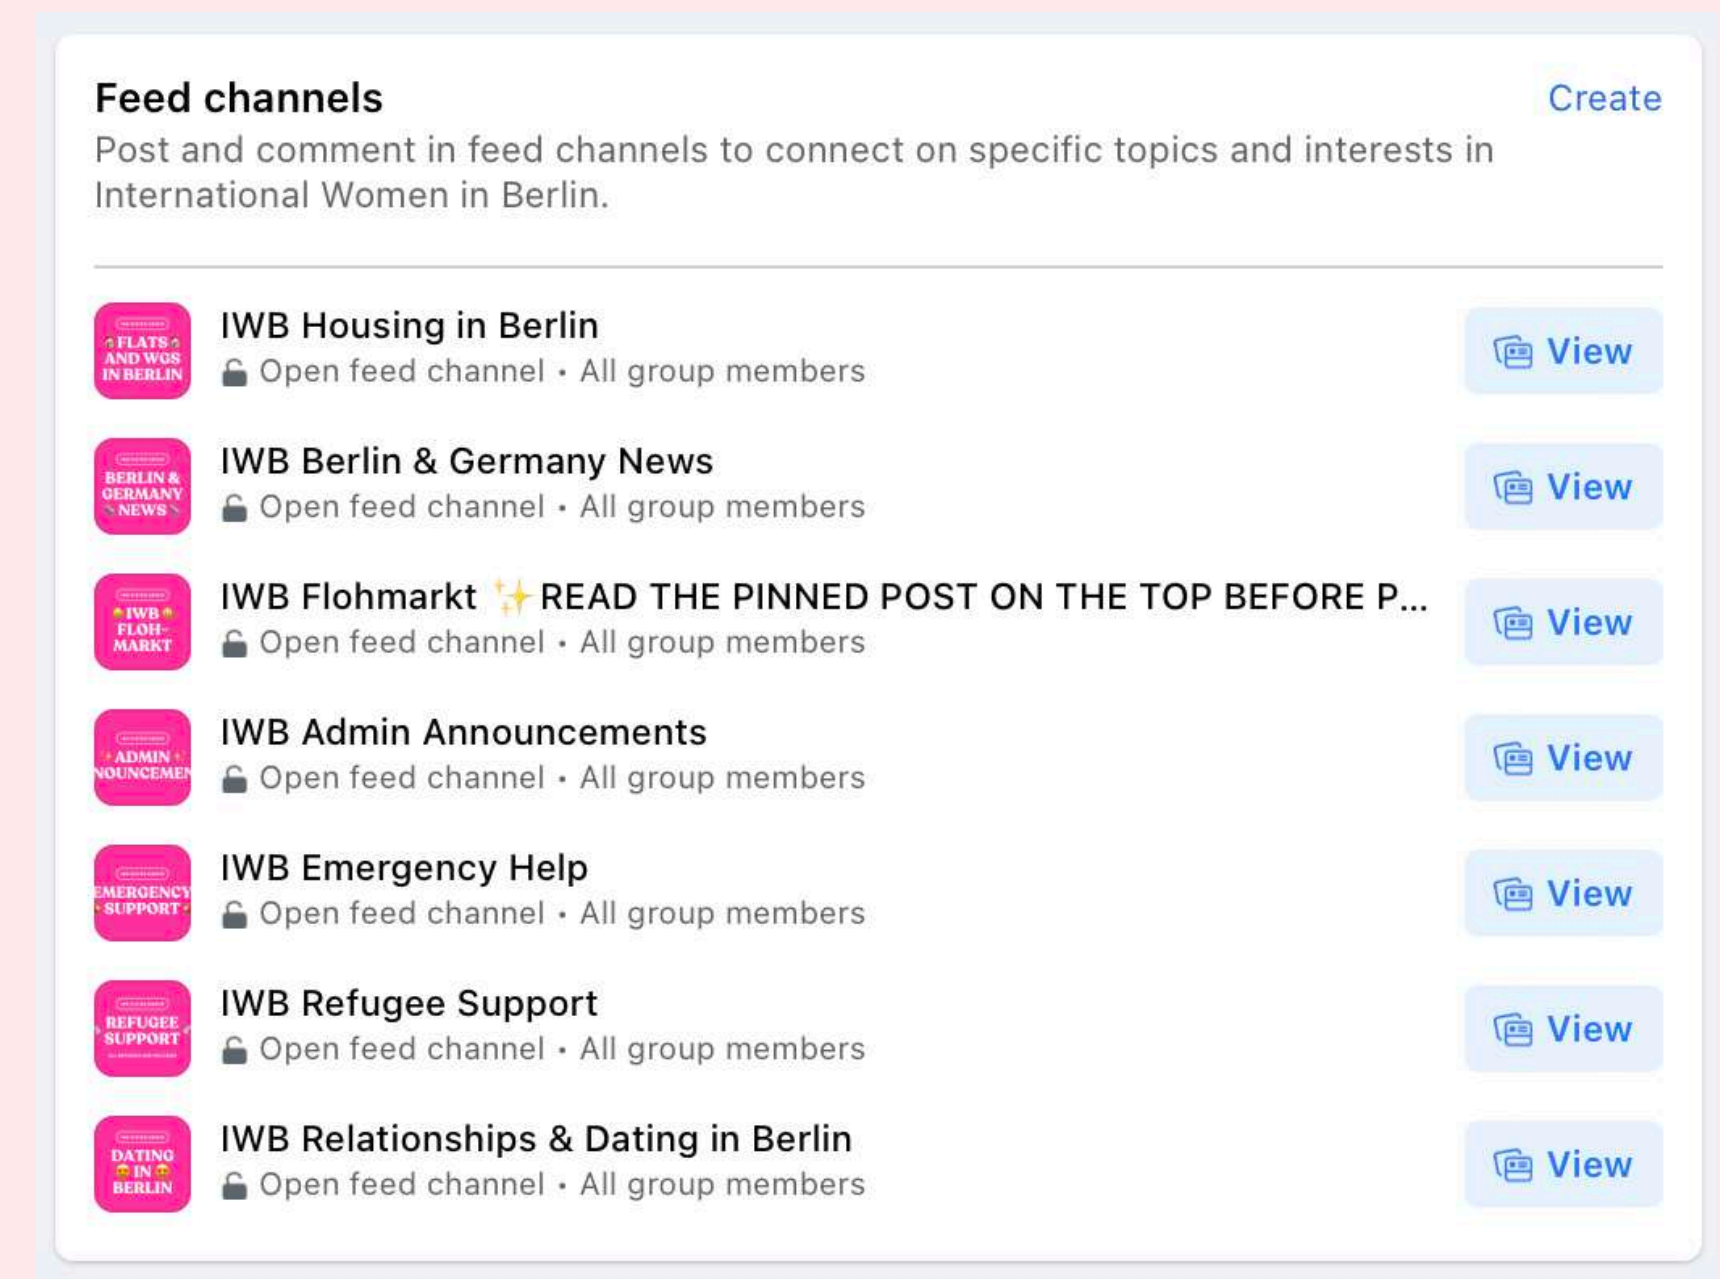 Feed channels
Create
Post and comment in feed channels to connect on specific topics and interests in
International Women in Berlin.
FLATS
AND WGS
IN BERLIN
IWB Housing in Berlin
Open feed channel • All group members
View
BERLIN &
GERMANY
NEWS
IWB Berlin & Germany News
Open feed channel • All group members
View
IWB
FLOH-
MARKT
IWB Flohmarkt ✨READ THE PINNED POST ON THE TOP BEFORE P...
Open feed channel • All group members
View
ADMIN
NOUNCEMEN
IWB Admin Announcements
Open feed channel • All group members
View
EMERGENCY
SUPPORT
IWB Emergency Help
Open feed channel • All group members
View
REFUGEE
SUPPORT
IWB Refugee Support
Open feed channel • All group members
View
DATING
IN
BERLIN
IWB Relationships & Dating in Berlin
Open feed channel • All group members
View